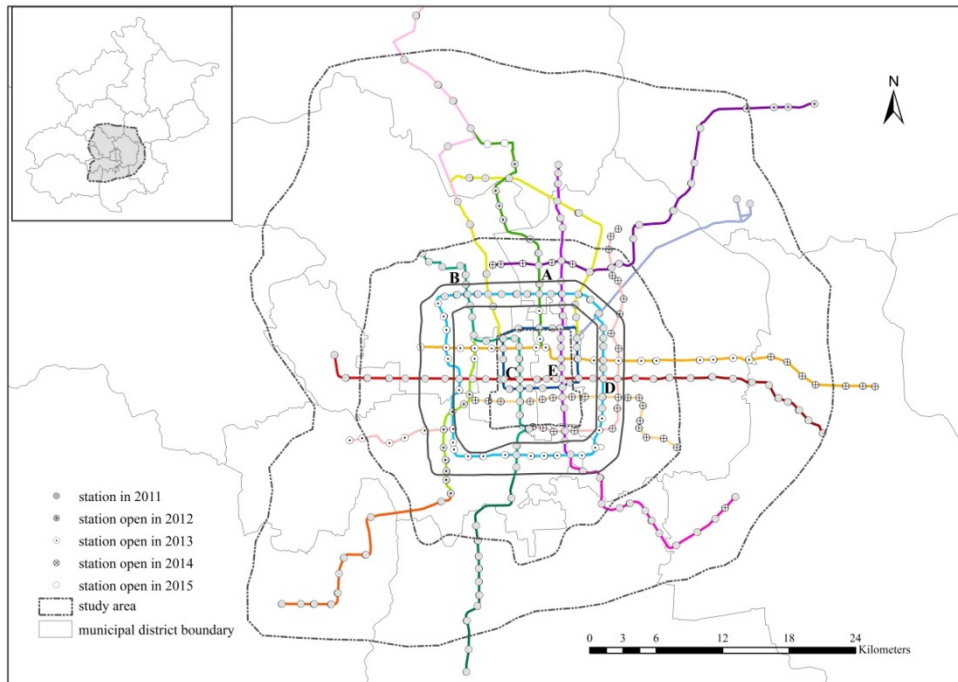 N
A
B
C
E
D
station in 2011
station open in 2012
station open in 2013
station open in 2014
station open in 2015
study area
municipal district boundary
0 3 6 12 18 24
Kilometers